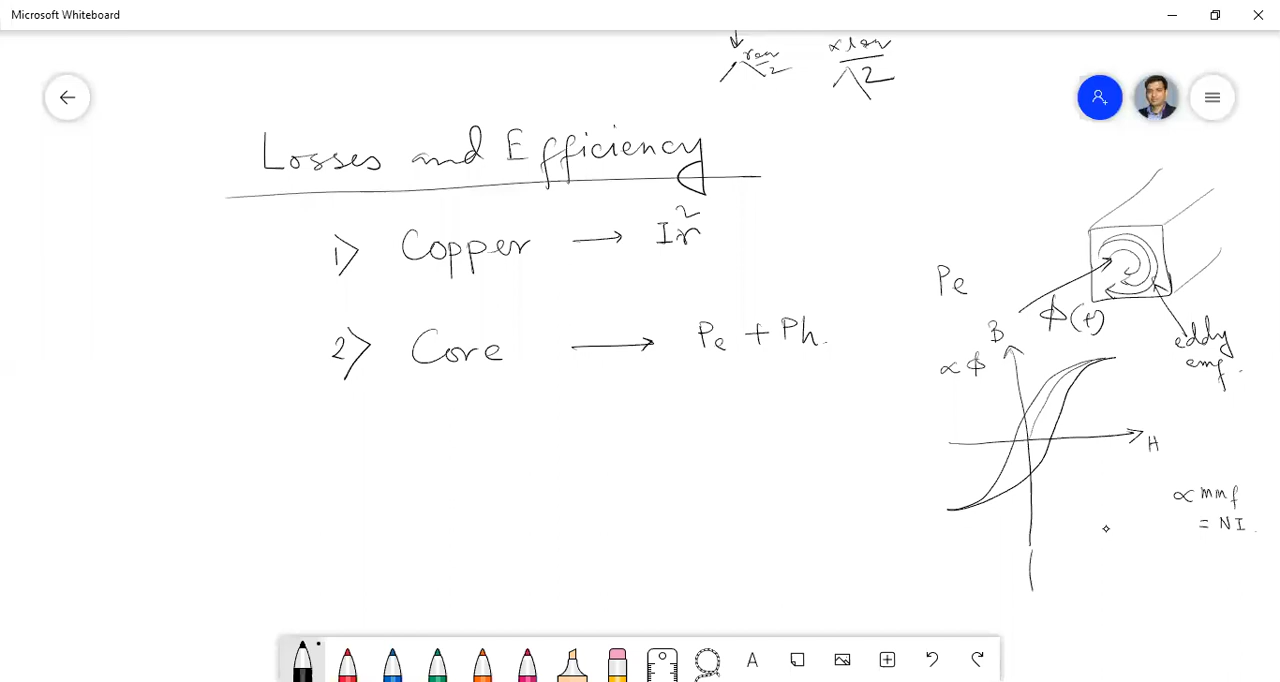 Microsoft Whiteboard
Losses and Efficiency
1) Copper → I²r
2) Core → Pe + Ph.
Pe
ϕ(t)
eddy
emf.
B
∝ ϕ
H
∝ mmf
= NI.
A